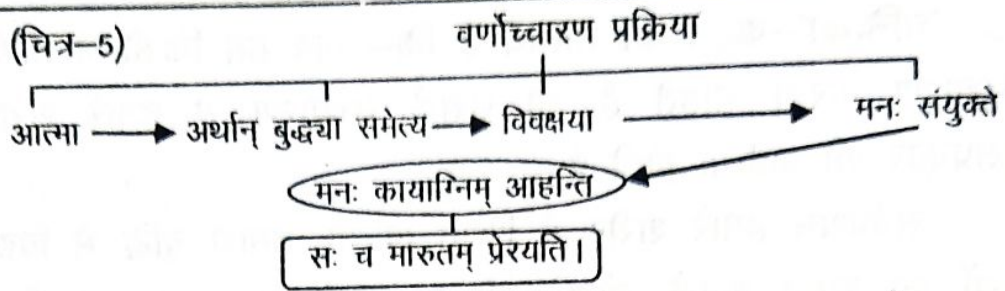 (चित्र-5)
वर्णोच्चारण प्रक्रिया
आत्मा अर्थान् बुद्ध्या समेत्य विवक्षया मनः संयुक्ते
मनः कायाग्निम् आहन्ति
सः च मारुतम् प्रेरयति।